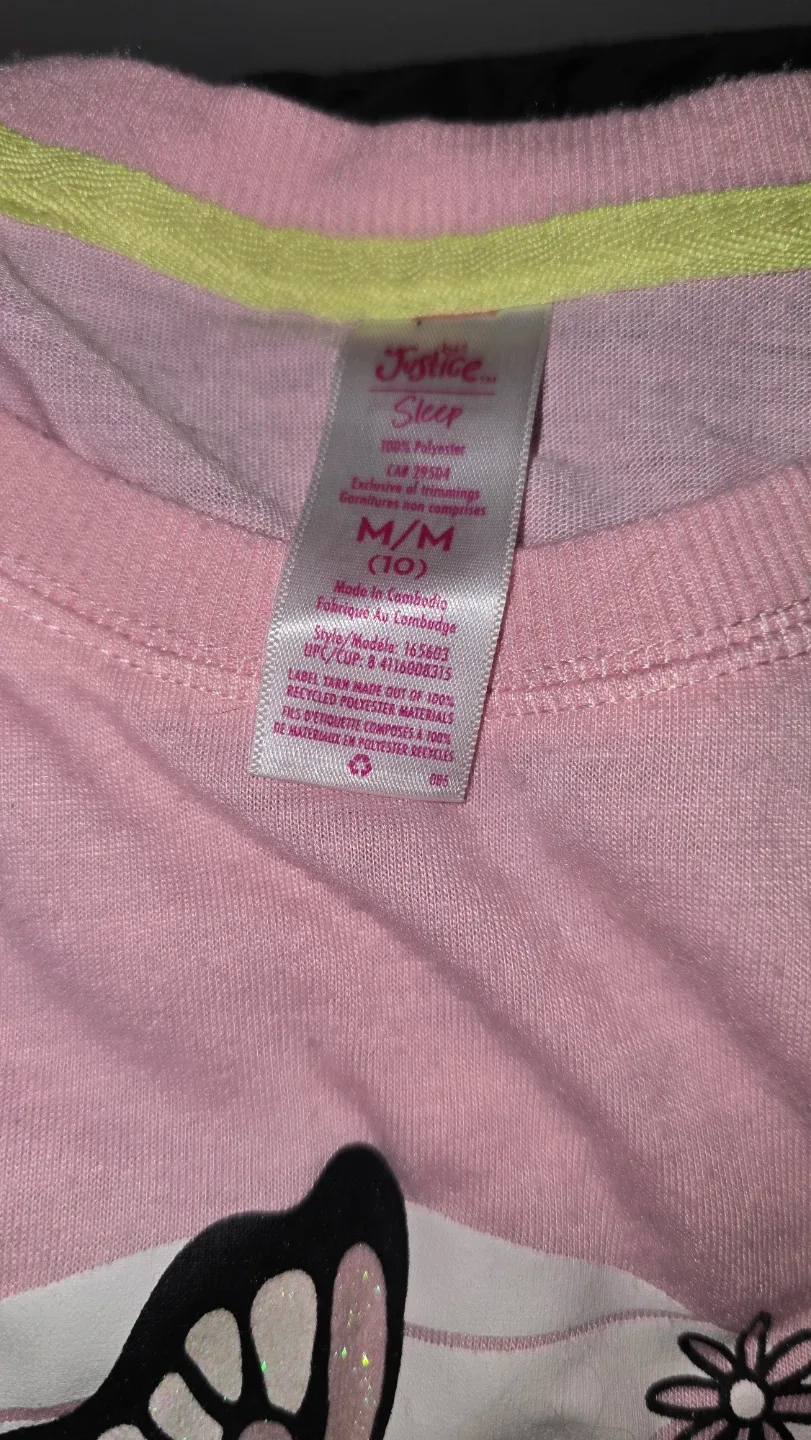 Justice
Sleep
100% Polyester
CA# 29504
Exclusive of trimmings
Garnitures non comprises
M/M
(10)
Made In Cambodia
Fabriqué Au Cambodge
Style/Modèle: 165603
UPC/CUP: 8 4116008315
LABEL YARN MADE OUT OF 100%
RECYCLED POLYESTER MATERIALS
FILS D'ETIQUETTE COMPOSÉS À 100%
DE MATERIAUX EN POLYESTER RECYCLÉS